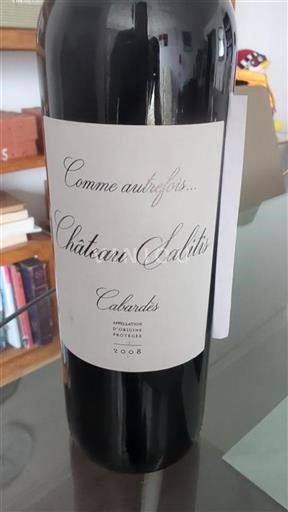 Comme autrefois...
Château Salitis
Cabardès
APPELLATION
D'ORIGINE
PROTÉGÉE
2008